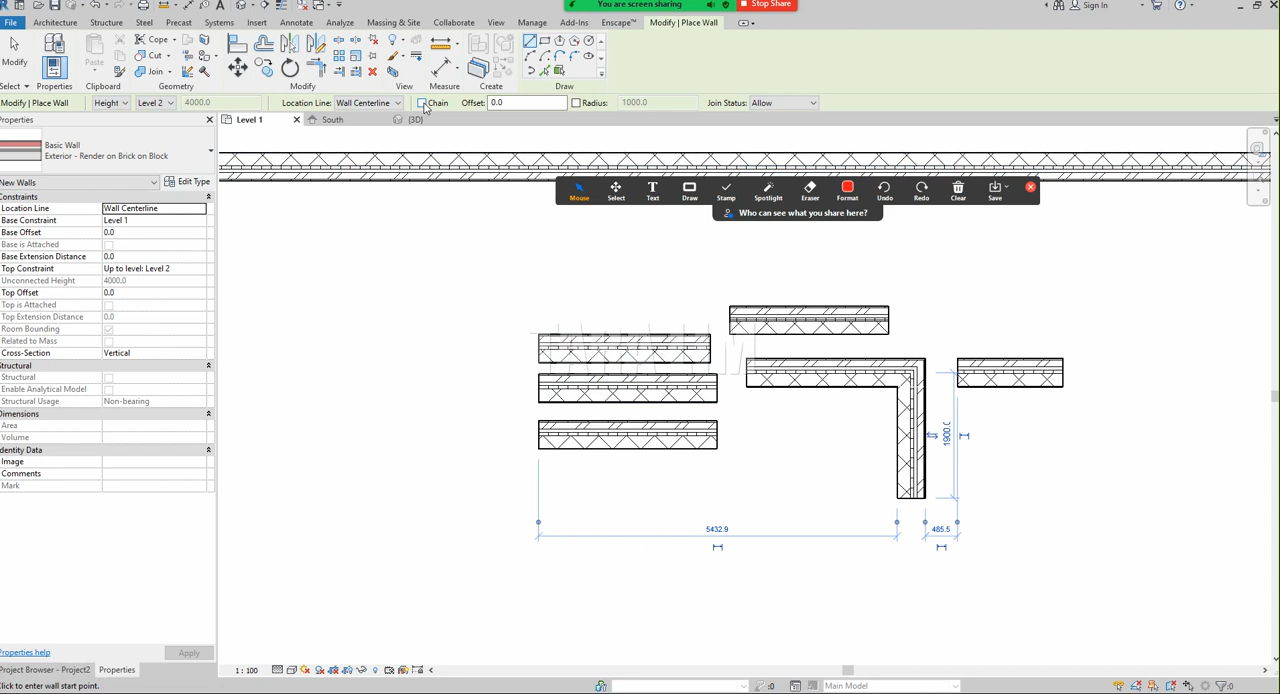 You are screen sharing
Stop Share
Sign In
File
Architecture
Structure
Steel
Precast
Systems
Insert
Annotate
Analyze
Massing & Site
Collaborate
View
Manage
Add-Ins
Enscape™
Modify | Place Wall
Modify
Properties
Paste
Cope
Cut
Join
Select
Properties
Clipboard
Geometry
Modify
View
Measure
Create
Draw
Modify | Place Wall
Height
Level 2
4000.0
Location Line:
Wall Centerline
Chain
Offset:
0.0
Radius:
1000.0
Join Status:
Allow
Properties
Level 1
South
{3D}
Basic Wall
Exterior - Render on Brick on Block
New Walls
Edit Type
Constraints
Location Line Wall Centerline
Base Constraint Level 1
Base Offset 0.0
Base is Attached
Base Extension Distance 0.0
Top Constraint Up to level: Level 2
Unconnected Height 4000.0
Top Offset 0.0
Top is Attached
Top Extension Distance 0.0
Room Bounding
Related to Mass
Cross-Section Vertical
Structural
Structural
Enable Analytical Model
Structural Usage Non-bearing
Dimensions
Area
Volume
Identity Data
Image
Comments
Mark
Mouse
Select
Text
Draw
Stamp
Spotlight
Eraser
Format
Undo
Redo
Clear
Save
Who can see what you share here?
1900.0
5432.9
485.5
Properties help
Apply
Project Browser - Project2
Properties
1 : 100
Click to enter wall start point.
:0
Main Model
:0